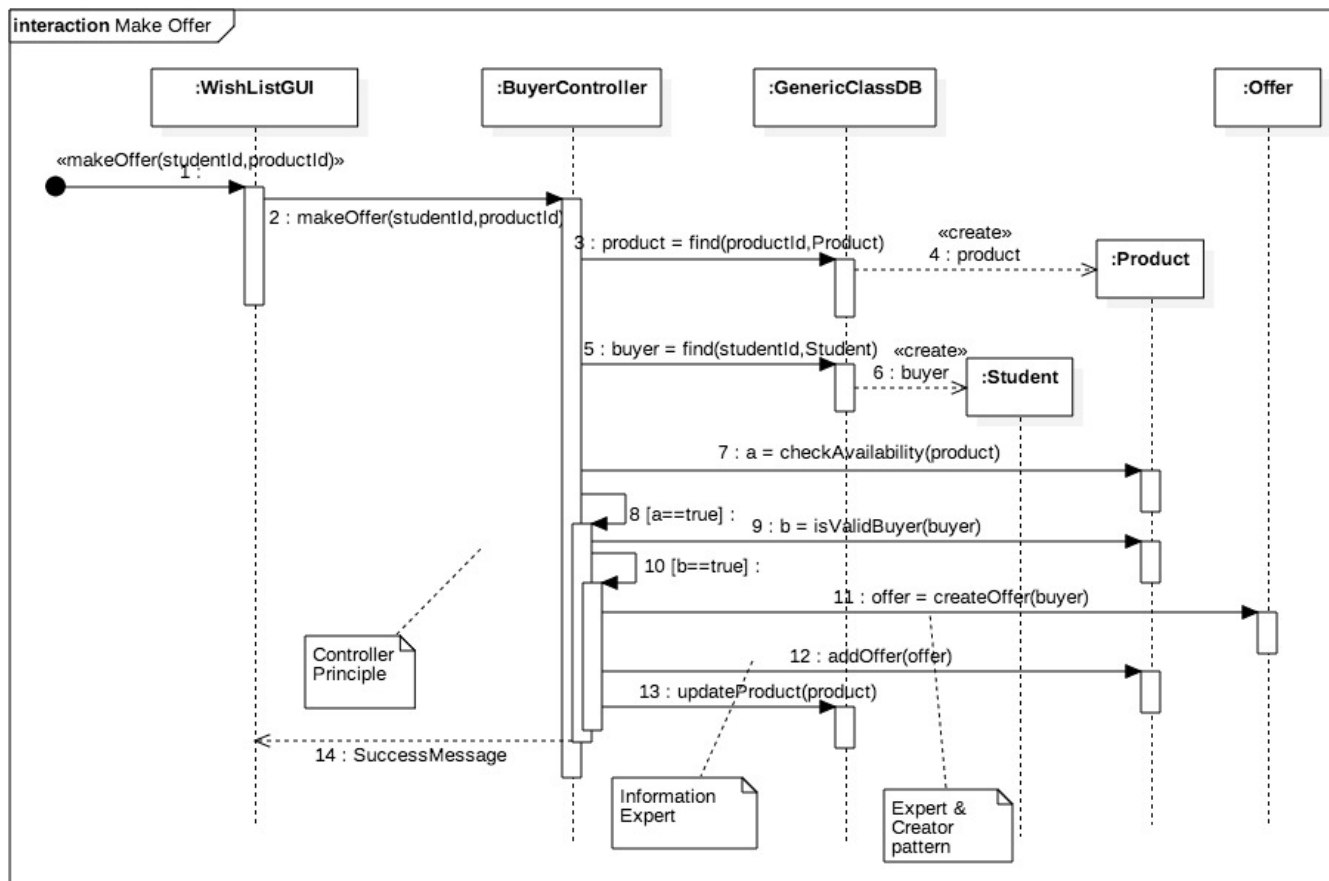 interaction Make Offer
:WishListGUI
:BuyerController
:GenericClassDB
:Offer
«makeOffer(studentId,productId)»
1 :
2 : makeOffer(studentId,productId)
3 : product = find(productId,Product)
«create»
4 : product
:Product
5 : buyer = find(studentId,Student)
«create»
6 : buyer
:Student
7 : a = checkAvailability(product)
8 [a==true] :
9 : b = isValidBuyer(buyer)
10 [b==true] :
11 : offer = createOffer(buyer)
Controller
Principle
12 : addOffer(offer)
13 : updateProduct(product)
14 : SuccessMessage
Information
Expert
Expert &
Creator
pattern